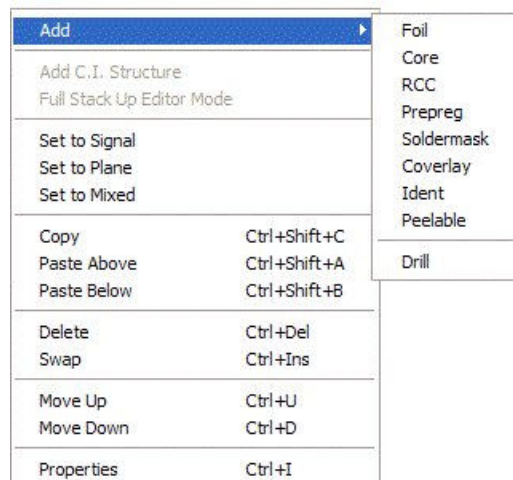 Add
Add C.I. Structure
Full Stack Up Editor Mode
Set to Signal
Set to Plane
Set to Mixed
Copy Ctrl+Shift+C
Paste Above Ctrl+Shift+A
Paste Below Ctrl+Shift+B
Delete Ctrl+Del
Swap Ctrl+Ins
Move Up Ctrl+U
Move Down Ctrl+D
Properties Ctrl+I
Foil
Core
RCC
Prepreg
Soldermask
Coverlay
Ident
Peelable
Drill